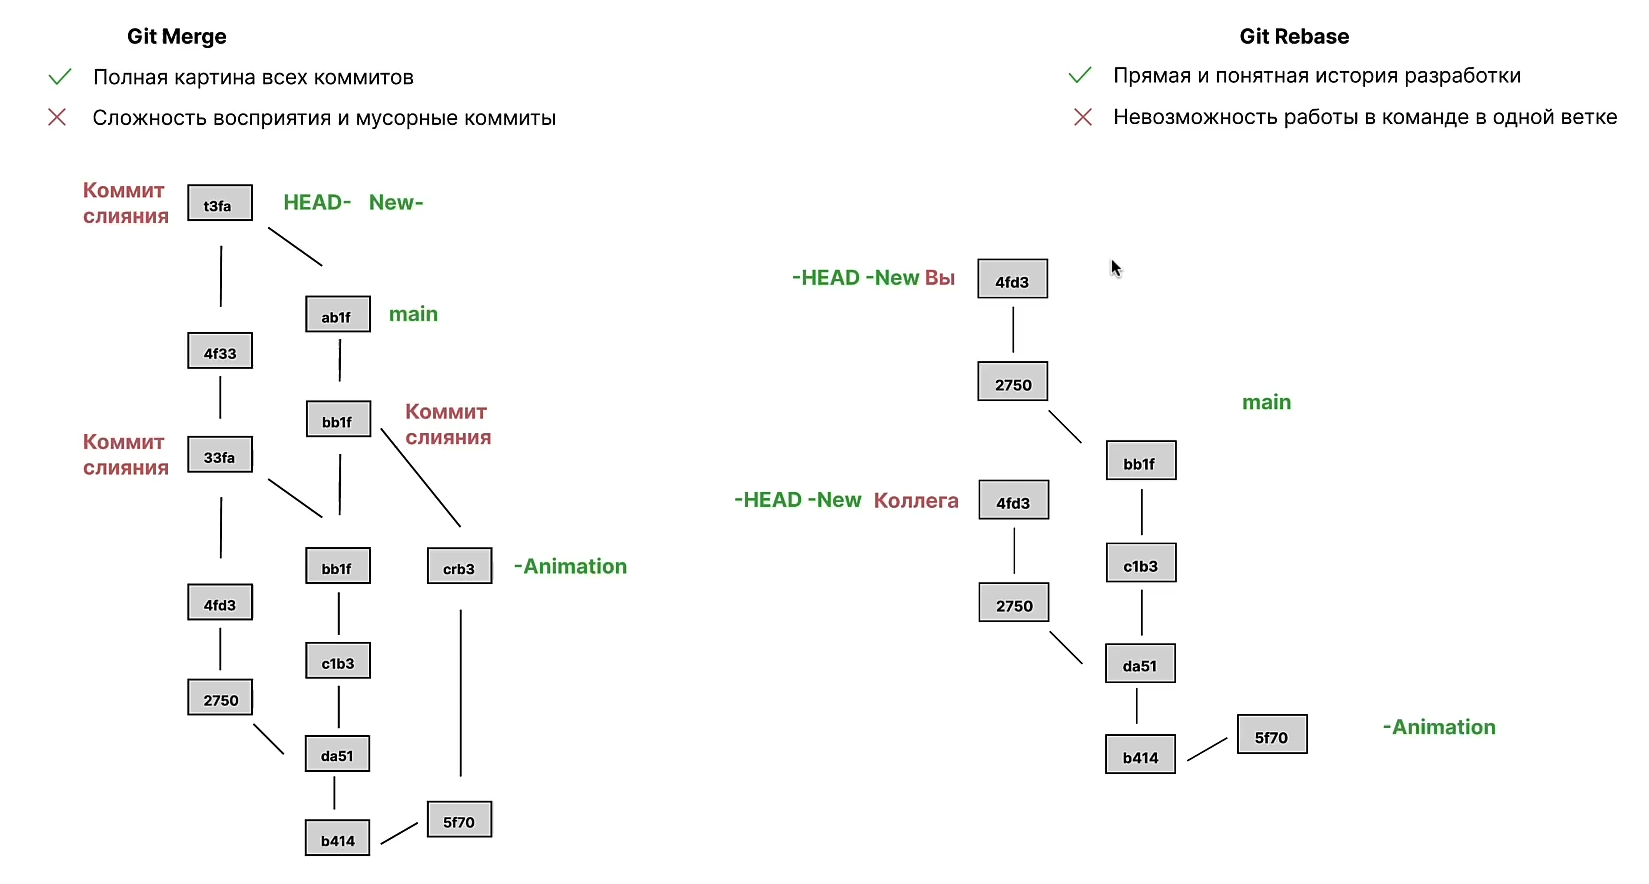 Git Merge
Полная картина всех коммитов
Сложность восприятия и мусорные коммиты
Коммит
слияния
t3fa
HEAD- New-
ab1f
main
4f33
bb1f
Коммит
слияния
Коммит
слияния
33fa
bb1f
crb3
-Animation
4fd3
c1b3
2750
da51
b414
5f70
Git Rebase
Прямая и понятная история разработки
Невозможность работы в команде в одной ветке
-HEAD -New Вы
4fd3
2750
main
bb1f
-HEAD -New Коллега
4fd3
c1b3
2750
da51
b414
5f70
-Animation